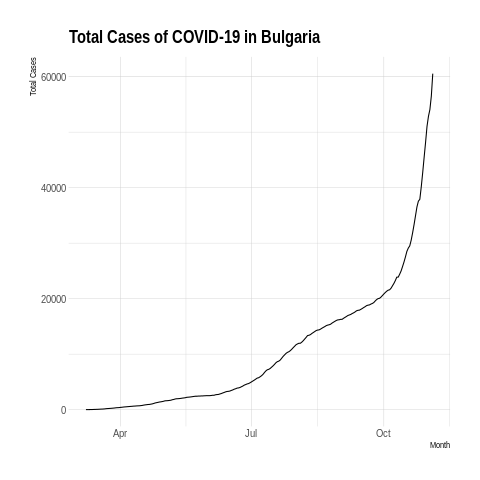 Total Cases of COVID-19 in Bulgaria
Total Cases
60000
40000
20000
0
Apr
Jul
Oct
Month